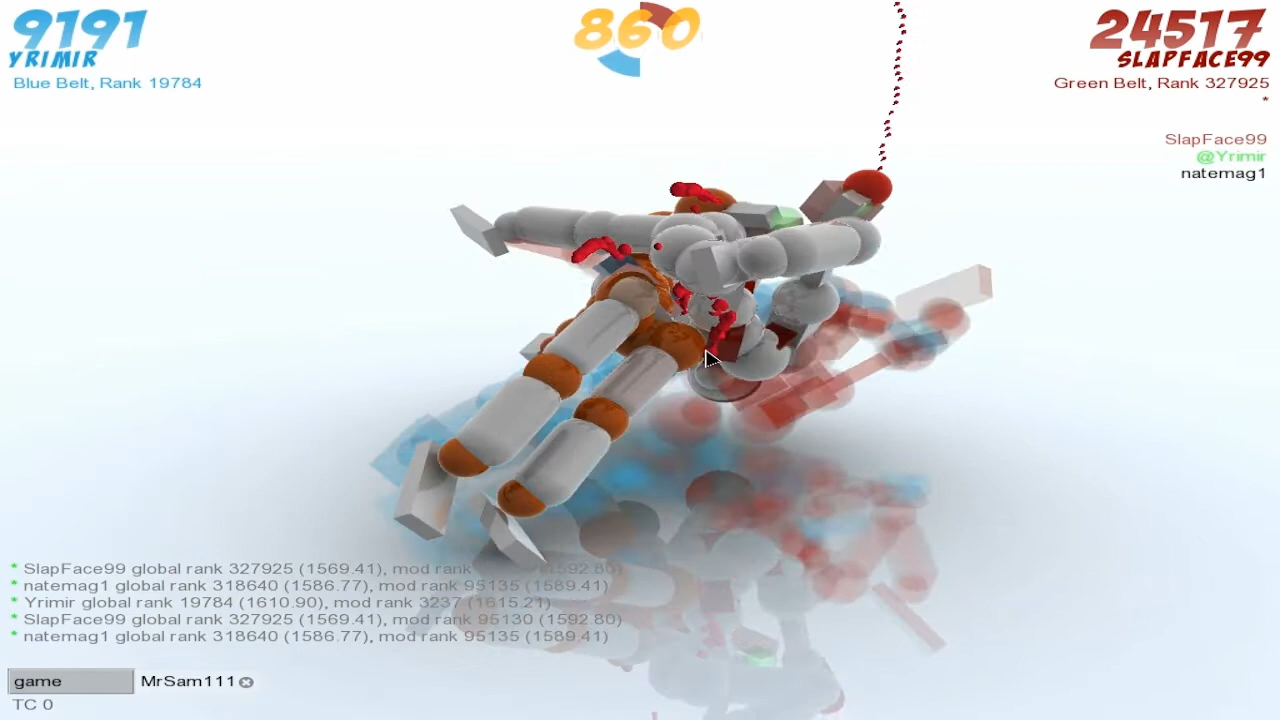 9191
YRIMIR
Blue Belt, Rank 19784
860
24517
SLAPFACE99
Green Belt, Rank 327925
*
SlapFace99
@Yrimir
natemag1
* SlapFace99 global rank 327925 (1569.41), mod rank (1592.80)
* natemag1 global rank 318640 (1586.77), mod rank 95135 (1589.41)
* Yrimir global rank 19784 (1610.90), mod rank 3237 (1615.21)
* SlapFace99 global rank 327925 (1569.41), mod rank 95130 (1592.80)
* natemag1 global rank 318640 (1586.77), mod rank 95135 (1589.41)
game MrSam111
TC 0